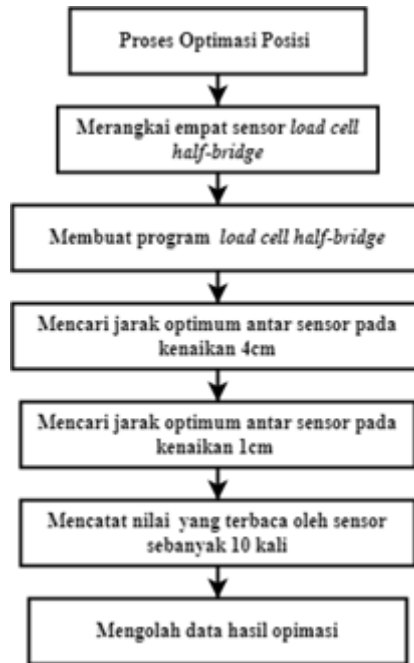 Proses Optimasi Posisi
Merangkai empat sensor load cell
half-bridge
Membuat program load cell half-bridge
Mencari jarak optimum antar sensor pada
kenaikan 4cm
Mencari jarak optimum antar sensor pada
kenaikan 1cm
Mencatat nilai yang terbaca oleh sensor
sebanyak 10 kali
Mengolah data hasil opimasi